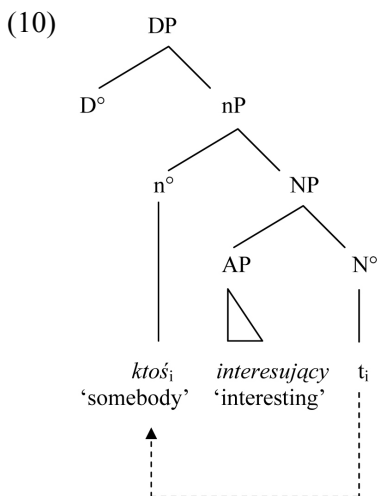 (10) DP
D° nP
n° NP
AP N°
ktośᵢ interesujący tᵢ
'somebody' 'interesting'